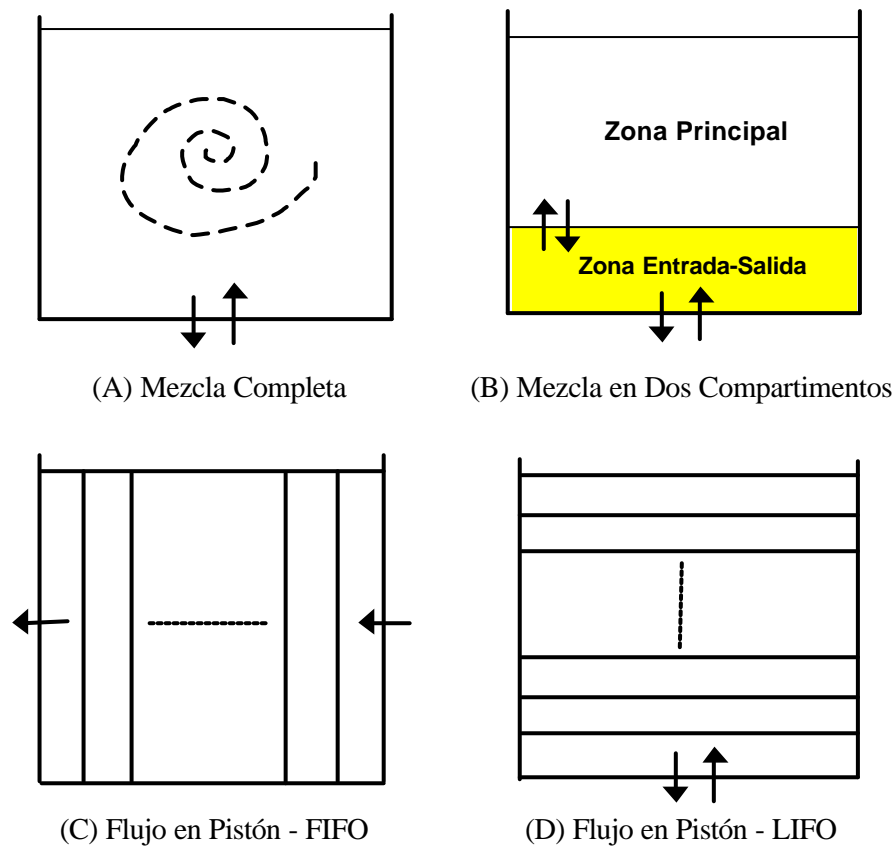 Zona Principal
Zona Entrada-Salida
(A) Mezcla Completa
(B) Mezcla en Dos Compartimentos
(C) Flujo en Pistón - FIFO
(D) Flujo en Pistón - LIFO